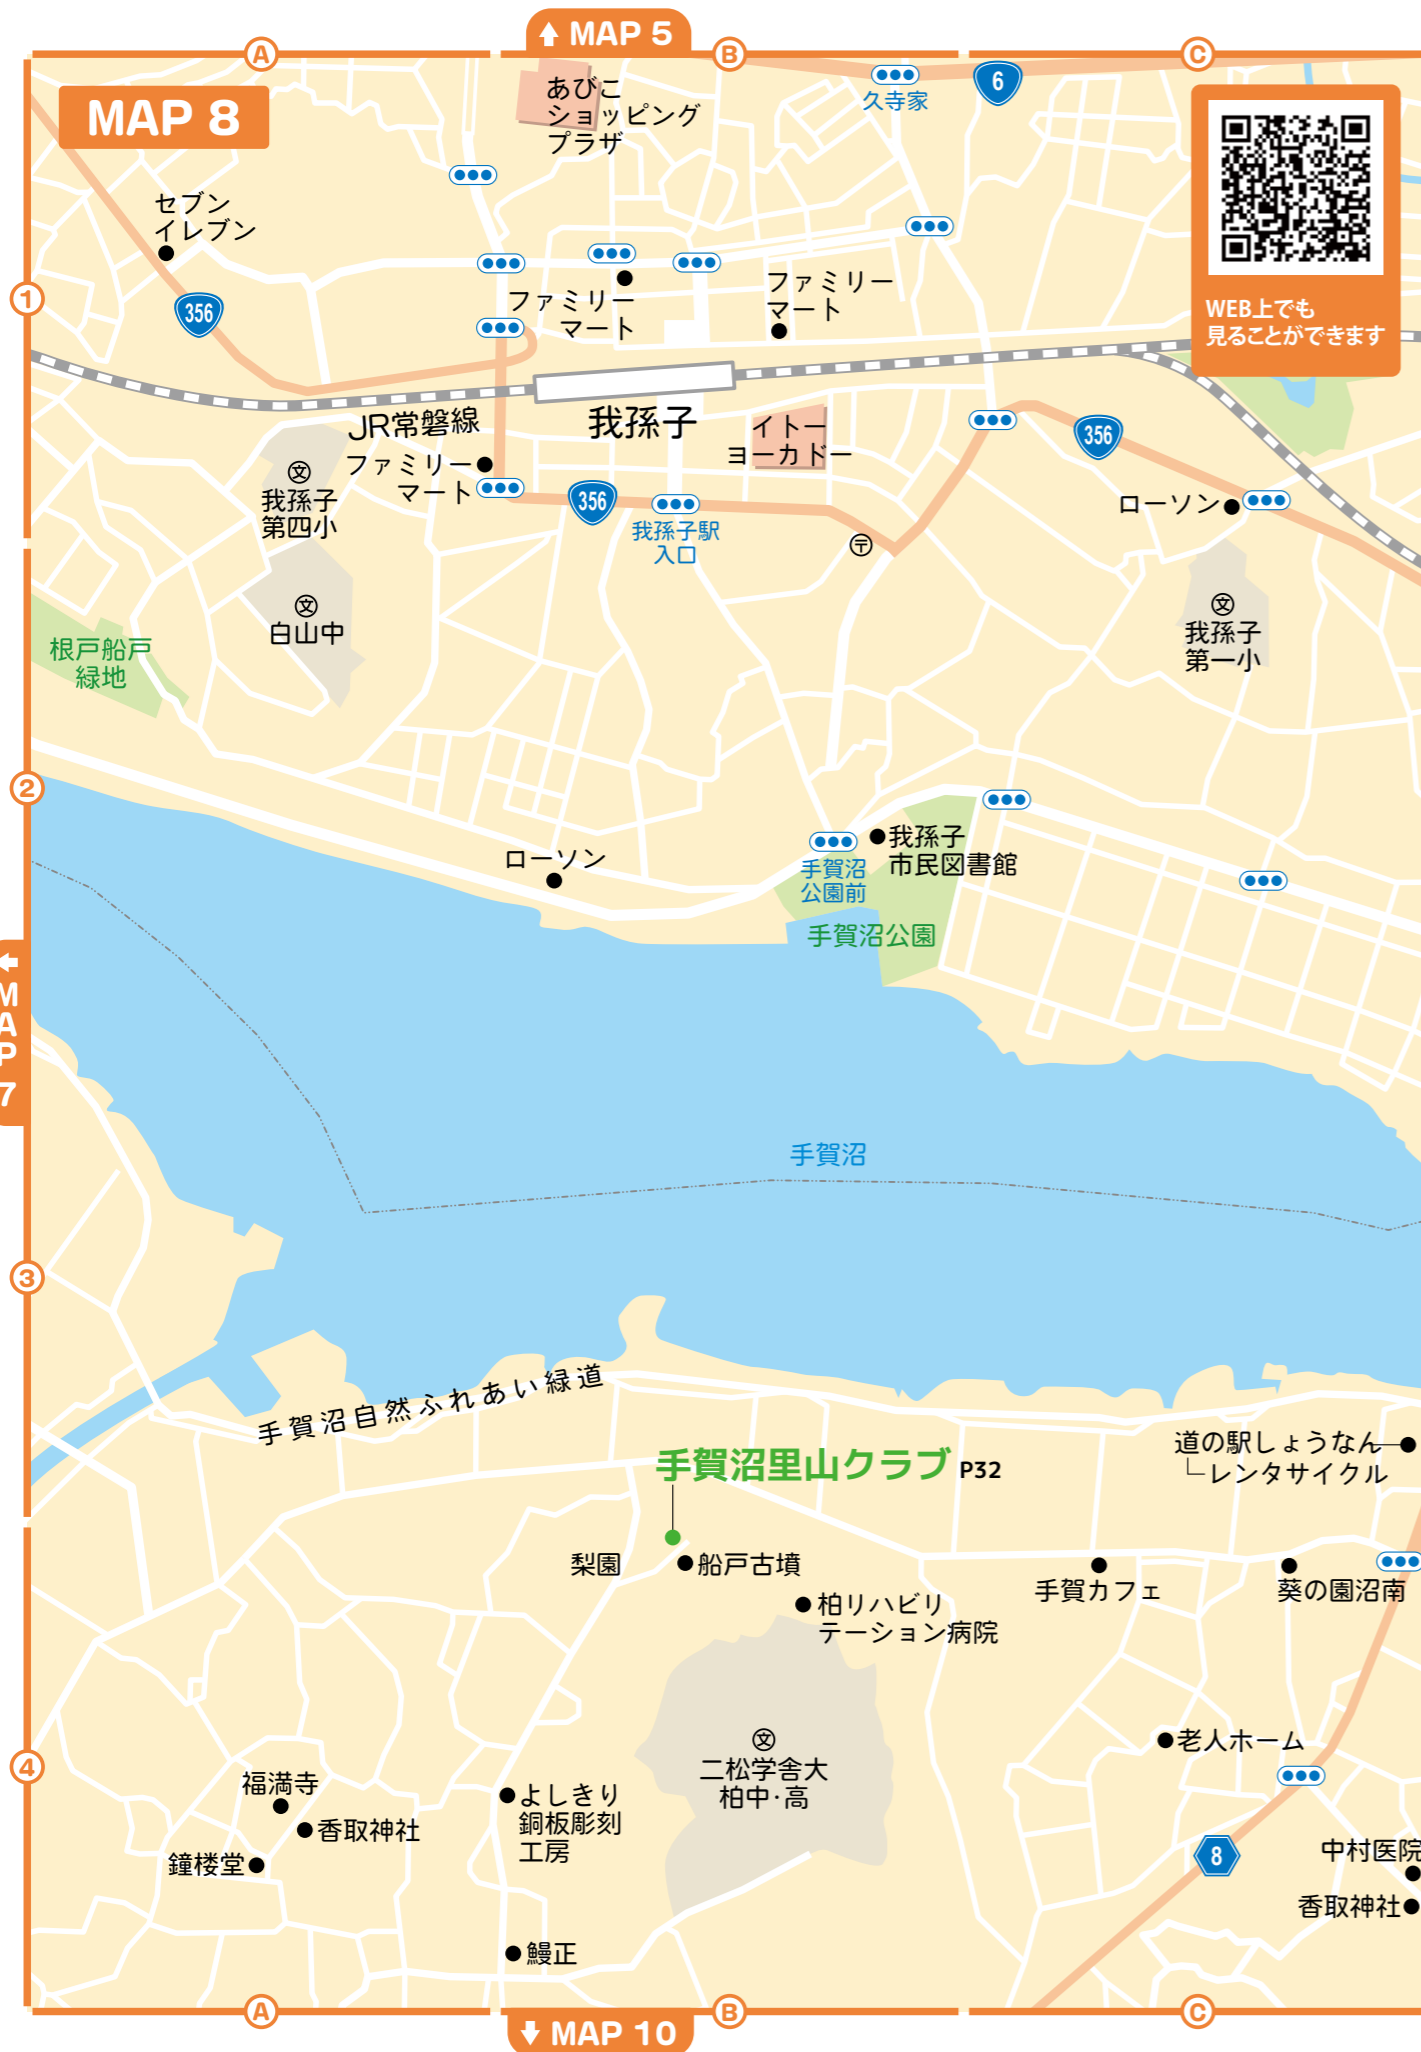 MAP 5
A
B
C
MAP 8
あびこ
ショッピング
プラザ
久寺家
6
WEB上でも
見ることができます
セブン
イレブン
1
356
ファミリー
マート
ファミリー
マート
JR常磐線
我孫子
イトー
ヨーカドー
356
ファミリー
マート
356
我孫子駅
入口
ローソン
文
我孫子
第四小
〒
文
白山中
文
我孫子
第一小
根戸船戸
緑地
2
ローソン
手賀沼
公園前
我孫子
市民図書館
手賀沼公園
MAP 7
手賀沼
3
手賀沼自然ふれあい緑道
手賀沼里山クラブ P32
道の駅しょうなん
レンタサイクル
梨園
船戸古墳
手賀カフェ
葵の園沼南
柏リハビリ
テーション病院
文
二松学舎大
柏中・高
老人ホーム
4
福満寺
香取神社
鐘楼堂
よしきり
銅板彫刻
工房
8
中村医院
香取神社
鰻正
A
B
C
MAP 10